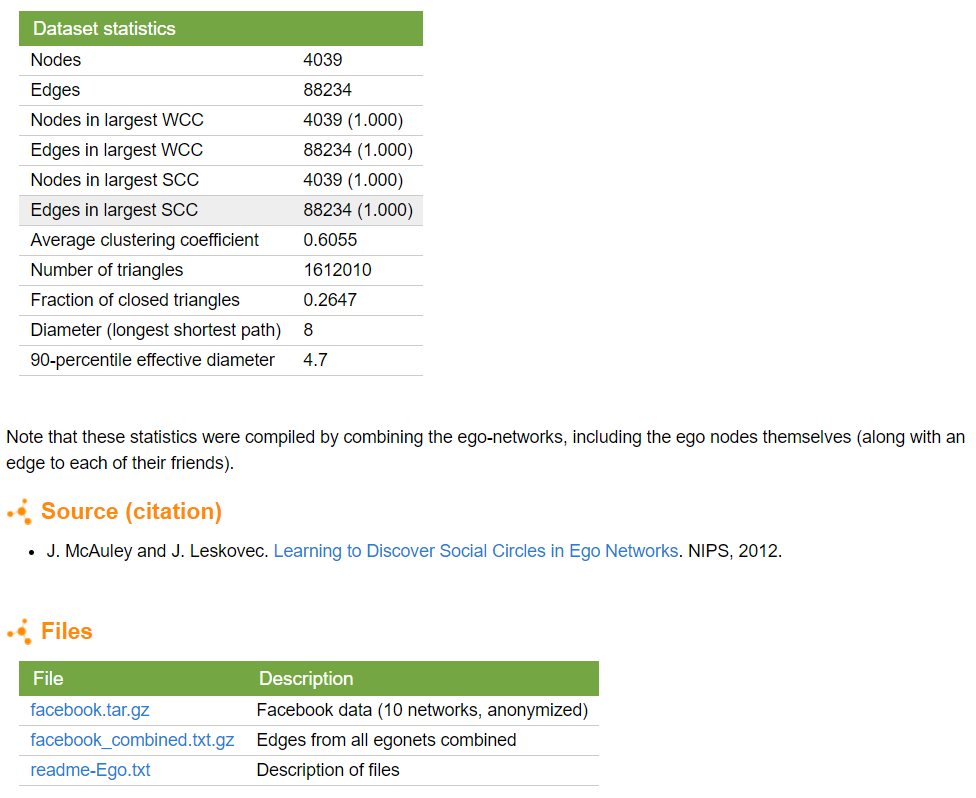 Dataset statistics
Nodes 4039
Edges 88234
Nodes in largest WCC 4039 (1.000)
Edges in largest WCC 88234 (1.000)
Nodes in largest SCC 4039 (1.000)
Edges in largest SCC 88234 (1.000)
Average clustering coefficient 0.6055
Number of triangles 1612010
Fraction of closed triangles 0.2647
Diameter (longest shortest path) 8
90-percentile effective diameter 4.7
Note that these statistics were compiled by combining the ego-networks, including the ego nodes themselves (along with an
edge to each of their friends).
Source (citation)
• J. McAuley and J. Leskovec. Learning to Discover Social Circles in Ego Networks. NIPS, 2012.
Files
File Description
facebook.tar.gz Facebook data (10 networks, anonymized)
facebook_combined.txt.gz Edges from all egonets combined
readme-Ego.txt Description of files